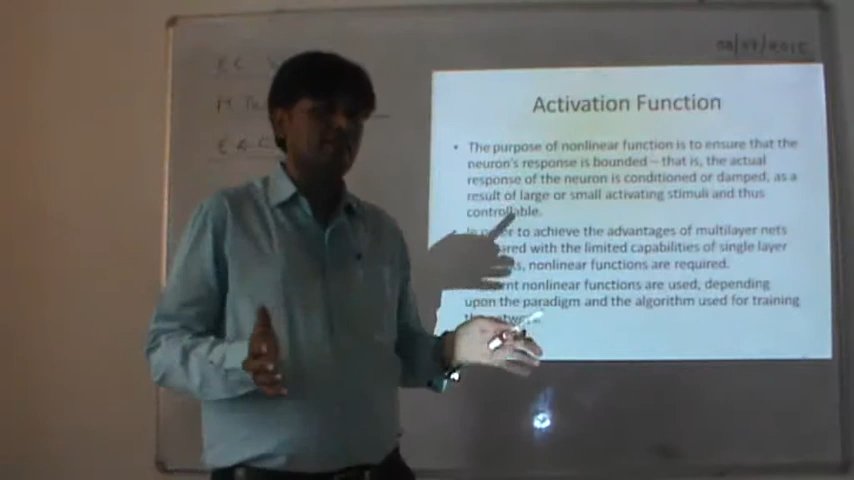 Activation Function
• The purpose of nonlinear function is to ensure that the
neuron's response is bounded – that is, the actual
response of the neuron is conditioned or damped, as a
result of large or small activating stimuli and thus
controllable.
to achieve the advantages of multilayer nets
with the limited capabilities of single layer
nonlinear functions are required.
nonlinear functions are used, depending
upon the paradigm and the algorithm used for training